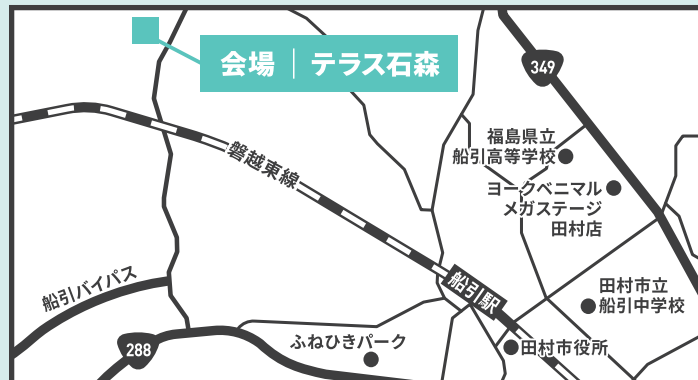 会場｜テラス石森
349
福島県立
船引高等学校
ヨークベニマル
メガステージ
田村店
磐越東線
船引バイパス
船引駅
田村市立
船引中学校
288
ふねひきパーク
田村市役所